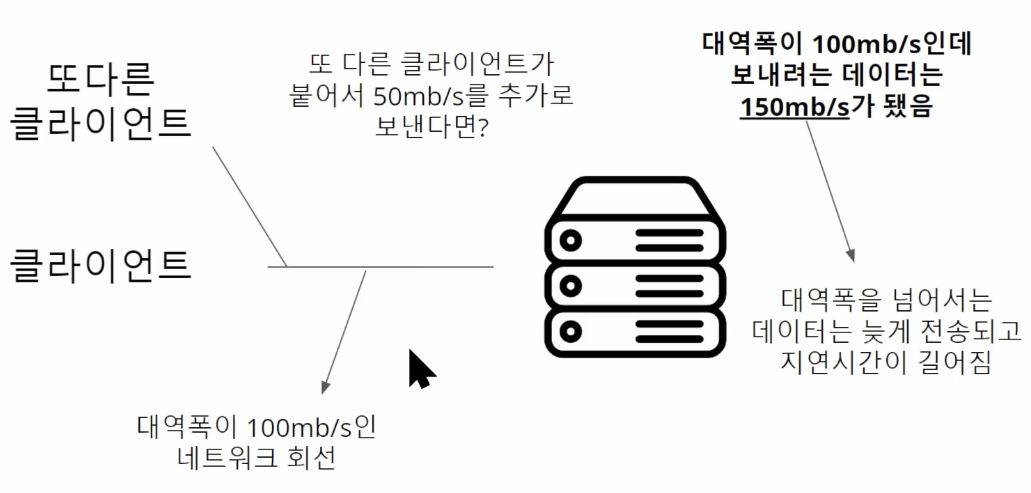 또다른
클라이언트
또 다른 클라이언트가
붙어서 50mb/s를 추가로
보낸다면?
대역폭이 100mb/s인데
보내려는 데이터는
150mb/s가 됐음
클라이언트
대역폭을 넘어서는
데이터는 늦게 전송되고
지연시간이 길어짐
대역폭이 100mb/s인
네트워크 회선